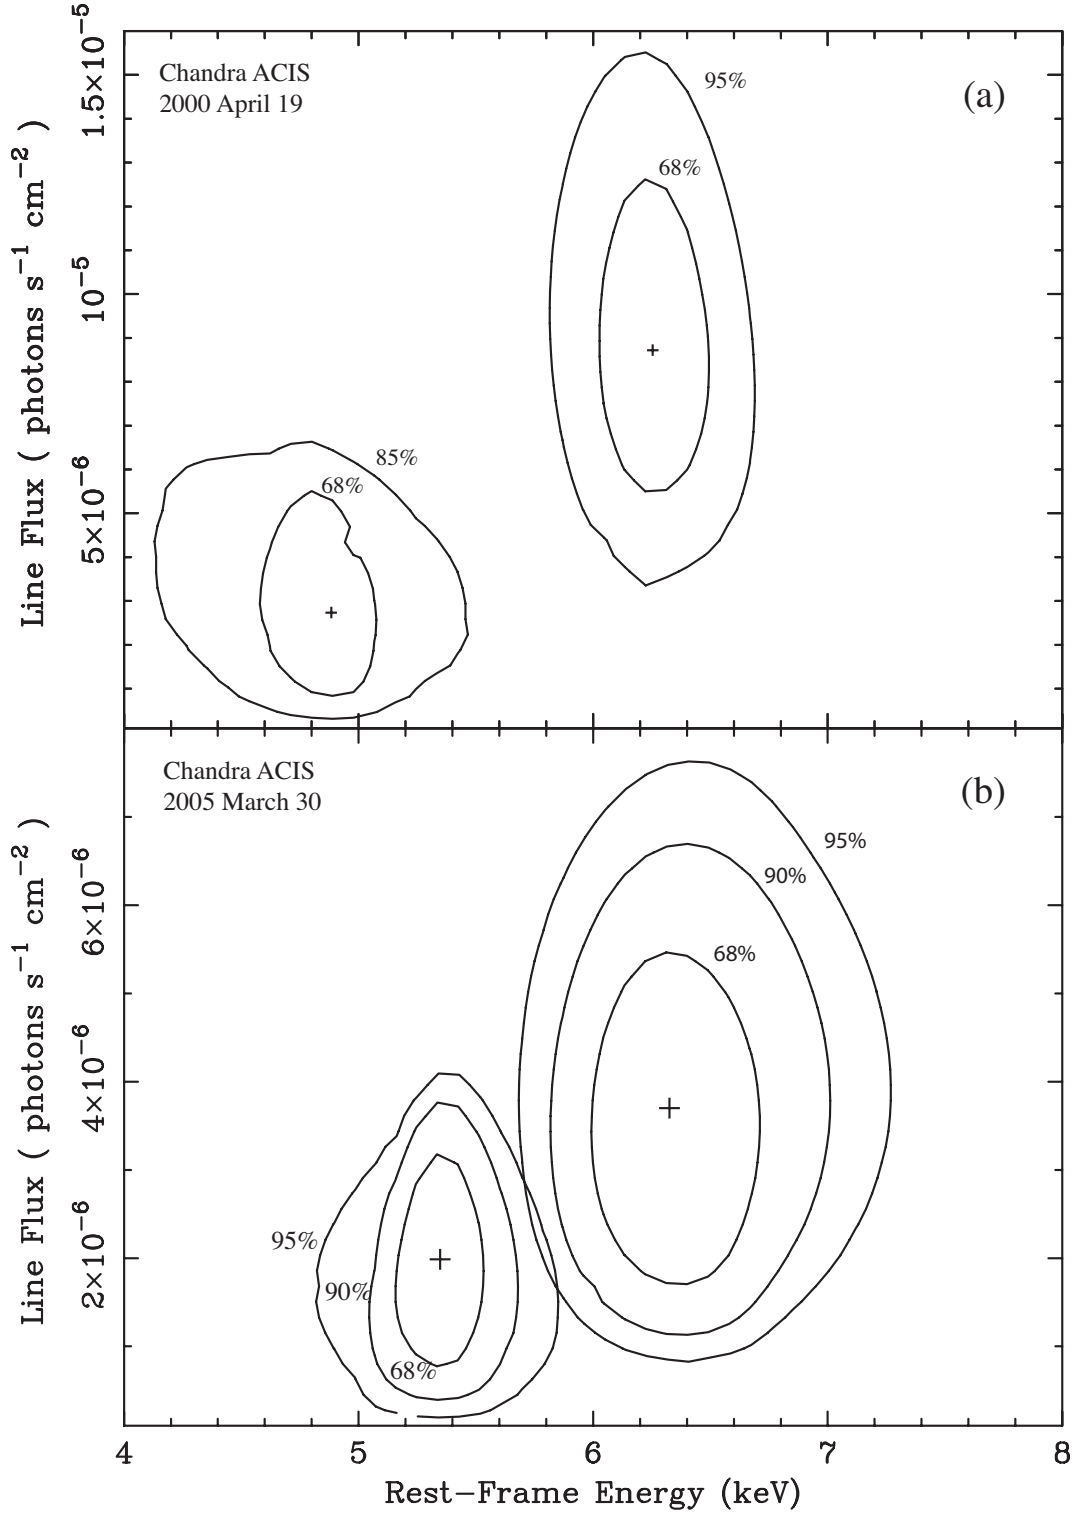 Chandra ACIS
2000 April 19
(a)
95%
68%
85%
68%
1.5×10⁻⁵
10⁻⁵
5×10⁻⁶
Line Flux ( photons s⁻¹ cm⁻² )
Chandra ACIS
2005 March 30
(b)
95%
90%
68%
95%
90%
68%
6×10⁻⁶
4×10⁻⁶
2×10⁻⁶
Line Flux ( photons s⁻¹ cm⁻² )
4 5 6 7 8
Rest−Frame Energy (keV)